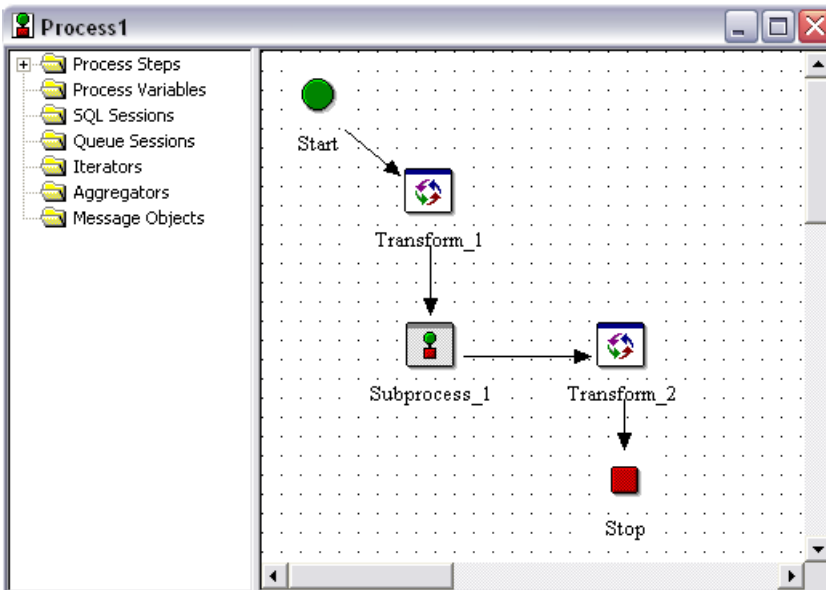 Process1
Process Steps
Process Variables
SQL Sessions
Queue Sessions
Iterators
Aggregators
Message Objects
Start
Transform_1
Subprocess_1
Transform_2
Stop